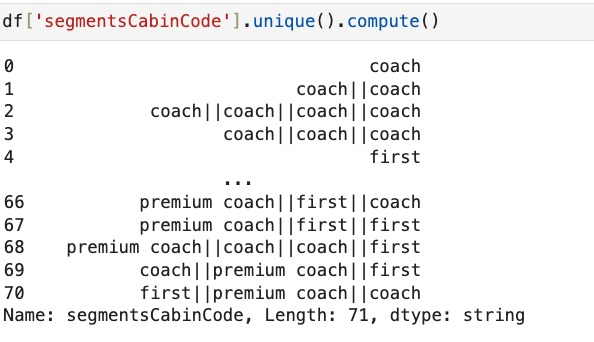 df['segmentsCabinCode'].unique().compute()
0 coach
1 coach||coach
2 coach||coach||coach||coach
3 coach||coach||coach
4 first
...
66 premium coach||first||coach
67 premium coach||first||first
68 premium coach||coach||coach||first
69 coach||premium coach||first
70 first||premium coach||coach
Name: segmentsCabinCode, Length: 71, dtype: string